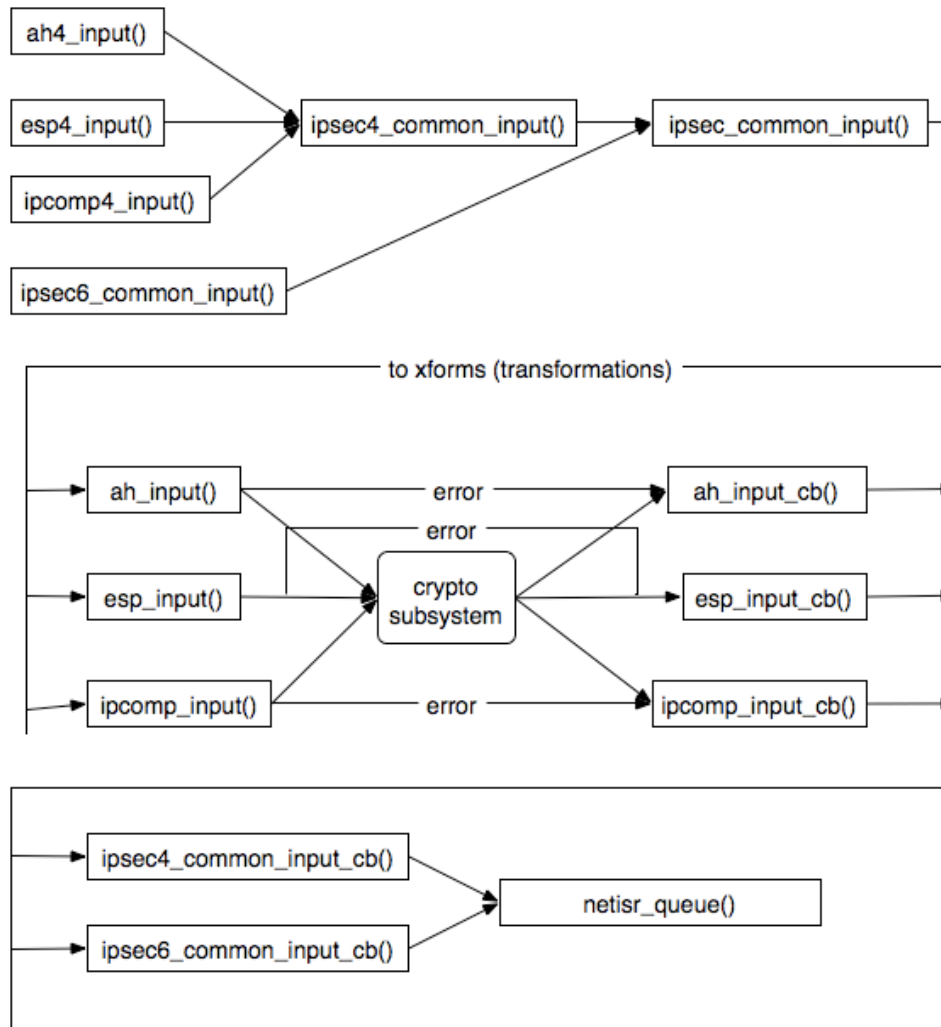 ah4_input()
esp4_input()
ipsec4_common_input()
ipsec_common_input()
ipcomp4_input()
ipsec6_common_input()
to xforms (transformations)
ah_input()
error
ah_input_cb()
error
esp_input()
crypto
subsystem
esp_input_cb()
ipcomp_input()
error
ipcomp_input_cb()
ipsec4_common_input_cb()
netisr_queue()
ipsec6_common_input_cb()